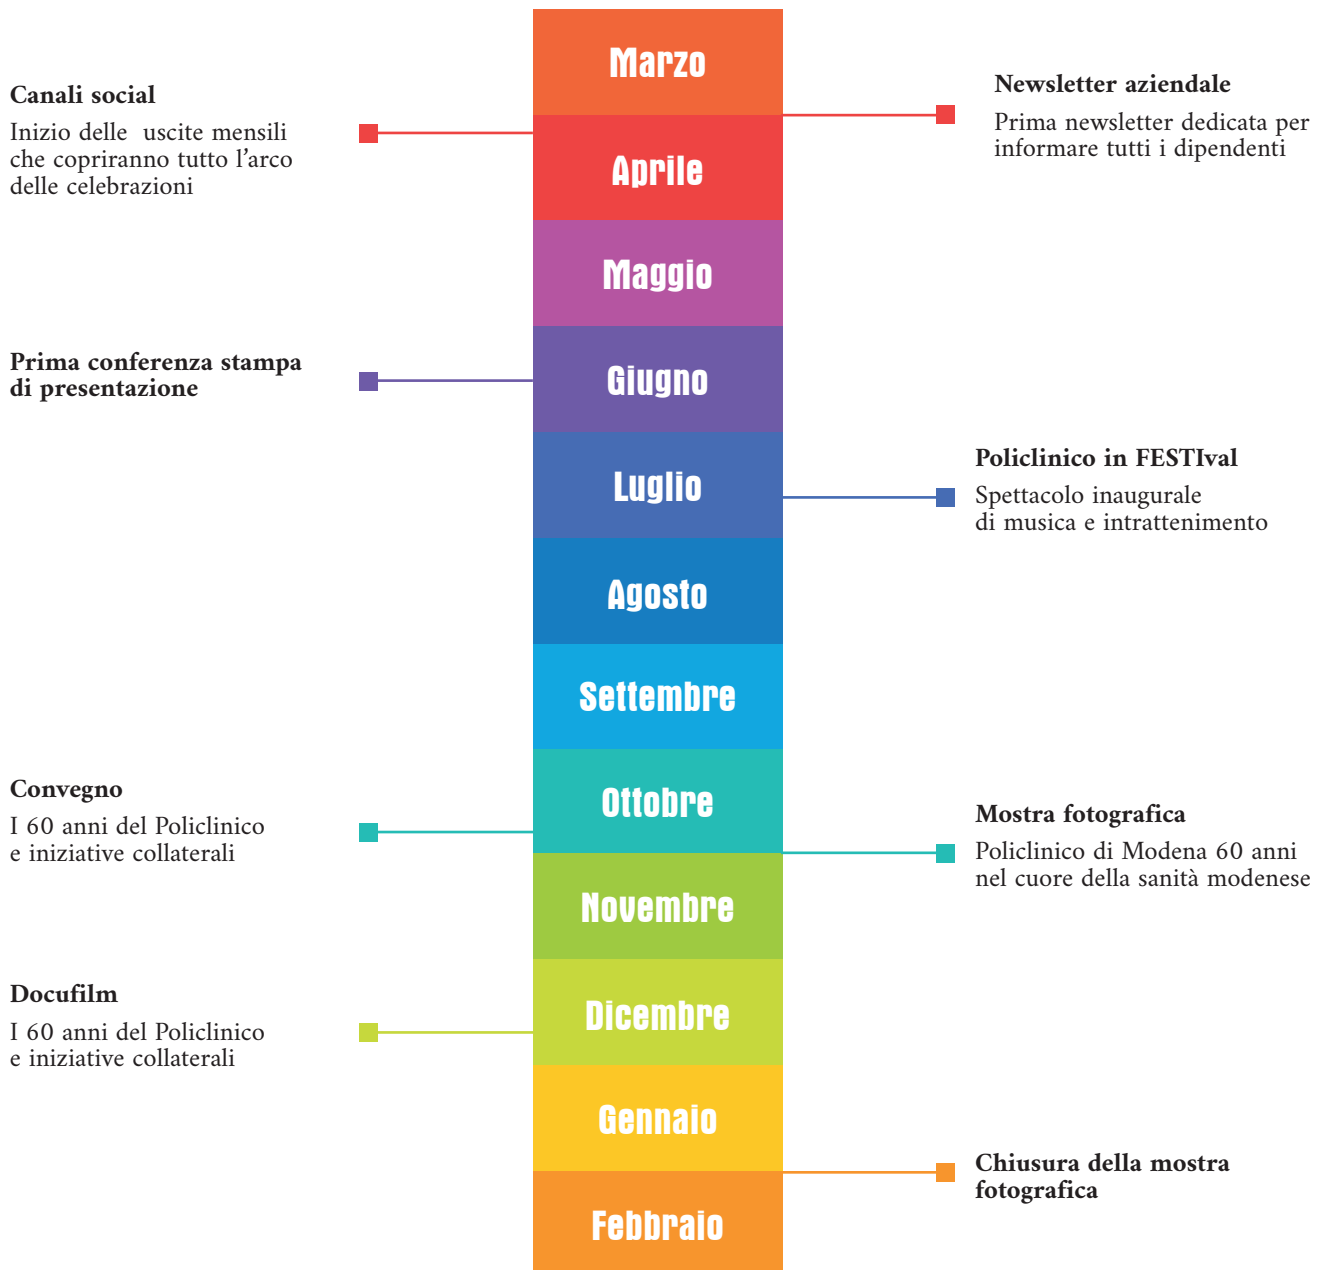 Marzo
Canali social
Inizio delle uscite mensili
che copriranno tutto l’arco
delle celebrazioni
Newsletter aziendale
Prima newsletter dedicata per
informare tutti i dipendenti
Aprile
Maggio
Prima conferenza stampa
di presentazione
Giugno
Luglio
Policlinico in FESTIval
Spettacolo inaugurale
di musica e intrattenimento
Agosto
Settembre
Convegno
I 60 anni del Policlinico
e iniziative collaterali
Ottobre
Mostra fotografica
Policlinico di Modena 60 anni
nel cuore della sanità modenese
Novembre
Docufilm
I 60 anni del Policlinico
e iniziative collaterali
Dicembre
Gennaio
Chiusura della mostra
fotografica
Febbraio